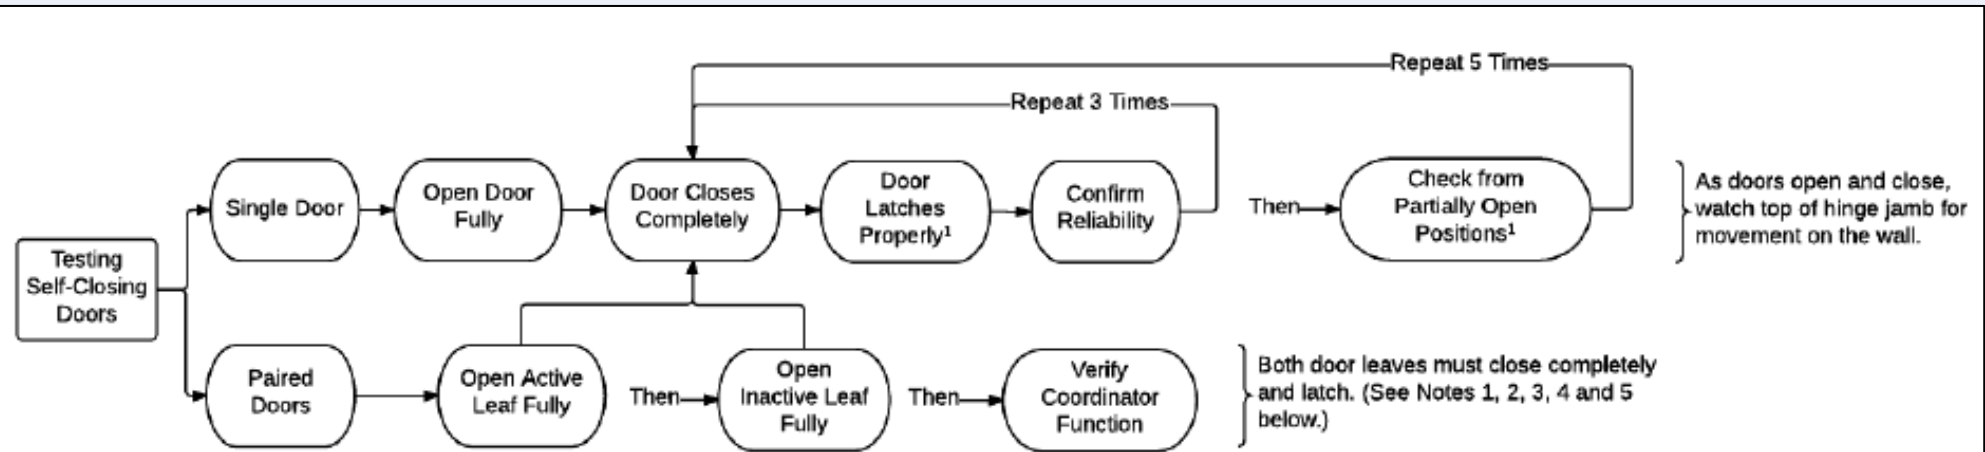 Repeat 5 Times
Repeat 3 Times
Testing
Self-Closing
Doors
Single Door
Open Door
Fully
Door Closes
Completely
Door
Latches
Properly¹
Confirm
Reliability
Then
Check from
Partially Open
Positions¹
As doors open and close,
watch top of hinge jamb for
movement on the wall.
Paired
Doors
Open Active
Leaf Fully
Then
Open
Inactive Leaf
Fully
Then
Verify
Coordinator
Function
Both door leaves must close completely
and latch. (See Notes 1, 2, 3, 4 and 5
below.)